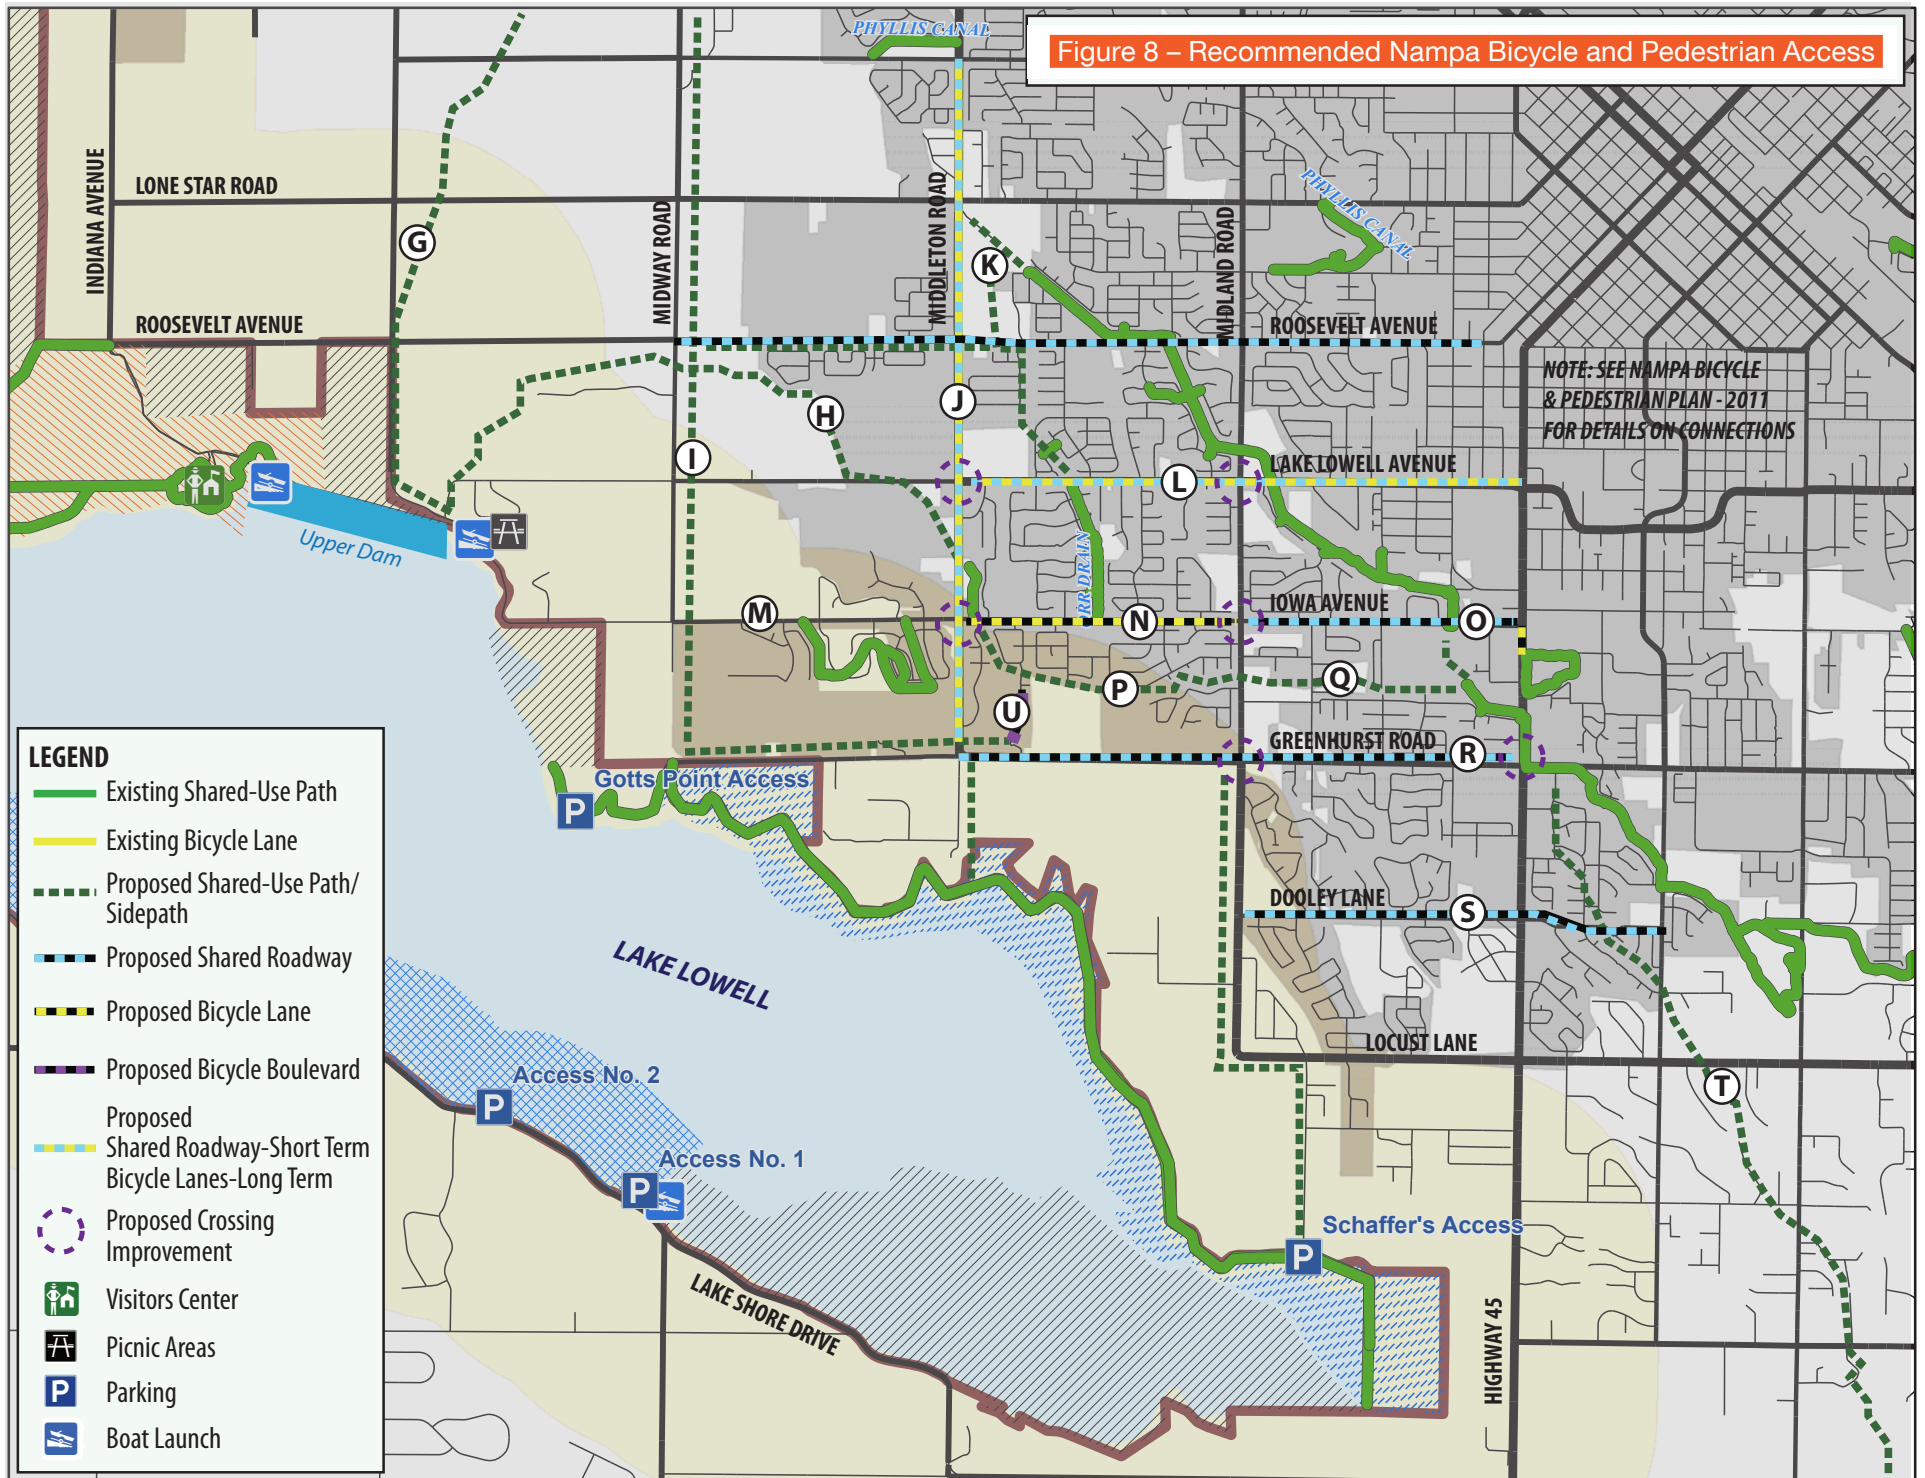 Figure 8 – Recommended Nampa Bicycle and Pedestrian Access
PHYLLIS CANAL
PHYLLIS CANAL
INDIANA AVENUE
LONE STAR ROAD
MIDWAY ROAD
MIDDLETON ROAD
MIDLAND ROAD
G
K
ROOSEVELT AVENUE
ROOSEVELT AVENUE
NOTE: SEE NAMPA BICYCLE
& PEDESTRIAN PLAN - 2011
FOR DETAILS ON CONNECTIONS
H
J
I
L
LAKE LOWELL AVENUE
Upper Dam
RR DRAIN
M
N
IOWA AVENUE
O
P
Q
U
GREENHURST ROAD
R
Gotts Point Access
P
DOOLEY LANE
S
LAKE LOWELL
LOCUST LANE
T
Access No. 2
P
Access No. 1
P
Schaffer's Access
P
LAKE SHORE DRIVE
HIGHWAY 45
LEGEND
Existing Shared-Use Path
Existing Bicycle Lane
Proposed Shared-Use Path/
Sidepath
Proposed Shared Roadway
Proposed Bicycle Lane
Proposed Bicycle Boulevard
Proposed
Shared Roadway-Short Term
Bicycle Lanes-Long Term
Proposed Crossing
Improvement
Visitors Center
Picnic Areas
P Parking
Boat Launch